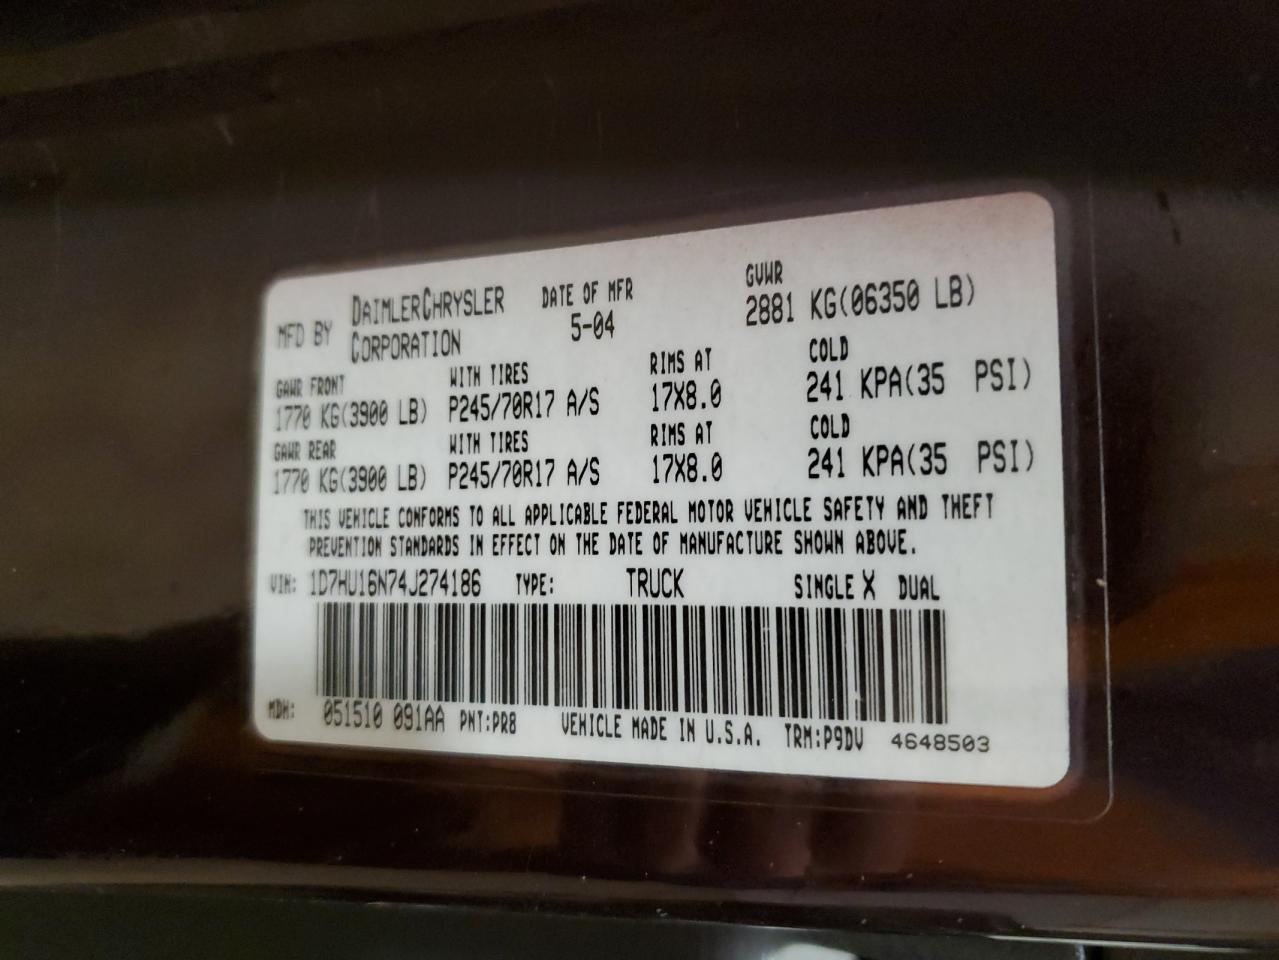 MFD BY DAIMLERCHRYSLER CORPORATION DATE OF MFR 5-04 GVWR 2881 KG(06350 LB)
GAWR FRONT WITH TIRES RIMS AT COLD
1770 KG(3900 LB) P245/70R17 A/S 17X8.0 241 KPA(35 PSI)
GAWR REAR WITH TIRES RIMS AT COLD
1770 KG(3900 LB) P245/70R17 A/S 17X8.0 241 KPA(35 PSI)
THIS VEHICLE CONFORMS TO ALL APPLICABLE FEDERAL MOTOR VEHICLE SAFETY AND THEFT
PREVENTION STANDARDS IN EFFECT ON THE DATE OF MANUFACTURE SHOWN ABOVE.
VIN: 1D7HU16N74J274186 TYPE: TRUCK SINGLE X DUAL
MDH: 051510 091AA PNT:PR8 VEHICLE MADE IN U.S.A. TRM:P9DV 4648503